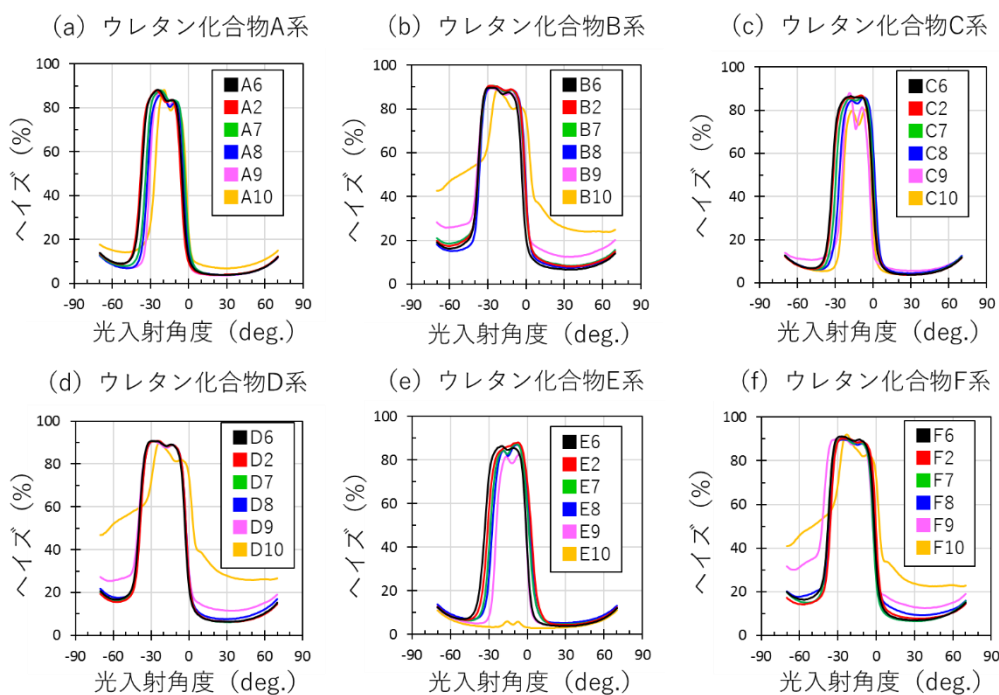 (a) ウレタン化合物A系
ヘイズ (%)
100
80
60
40
20
0
A6
A2
A7
A8
A9
A10
-90 -60 -30 0 30 60 90
光入射角度 (deg.)
(b) ウレタン化合物B系
ヘイズ (%)
100
80
60
40
20
0
B6
B2
B7
B8
B9
B10
-90 -60 -30 0 30 60 90
光入射角度 (deg.)
(c) ウレタン化合物C系
ヘイズ (%)
100
80
60
40
20
0
C6
C2
C7
C8
C9
C10
-90 -60 -30 0 30 60 90
光入射角度 (deg.)
(d) ウレタン化合物D系
ヘイズ (%)
100
80
60
40
20
0
D6
D2
D7
D8
D9
D10
-90 -60 -30 0 30 60 90
光入射角度 (deg.)
(e) ウレタン化合物E系
ヘイズ (%)
100
80
60
40
20
0
E6
E2
E7
E8
E9
E10
-90 -60 -30 0 30 60 90
光入射角度 (deg.)
(f) ウレタン化合物F系
ヘイズ (%)
100
80
60
40
20
0
F6
F2
F7
F8
F9
F10
-90 -60 -30 0 30 60 90
光入射角度 (deg.)